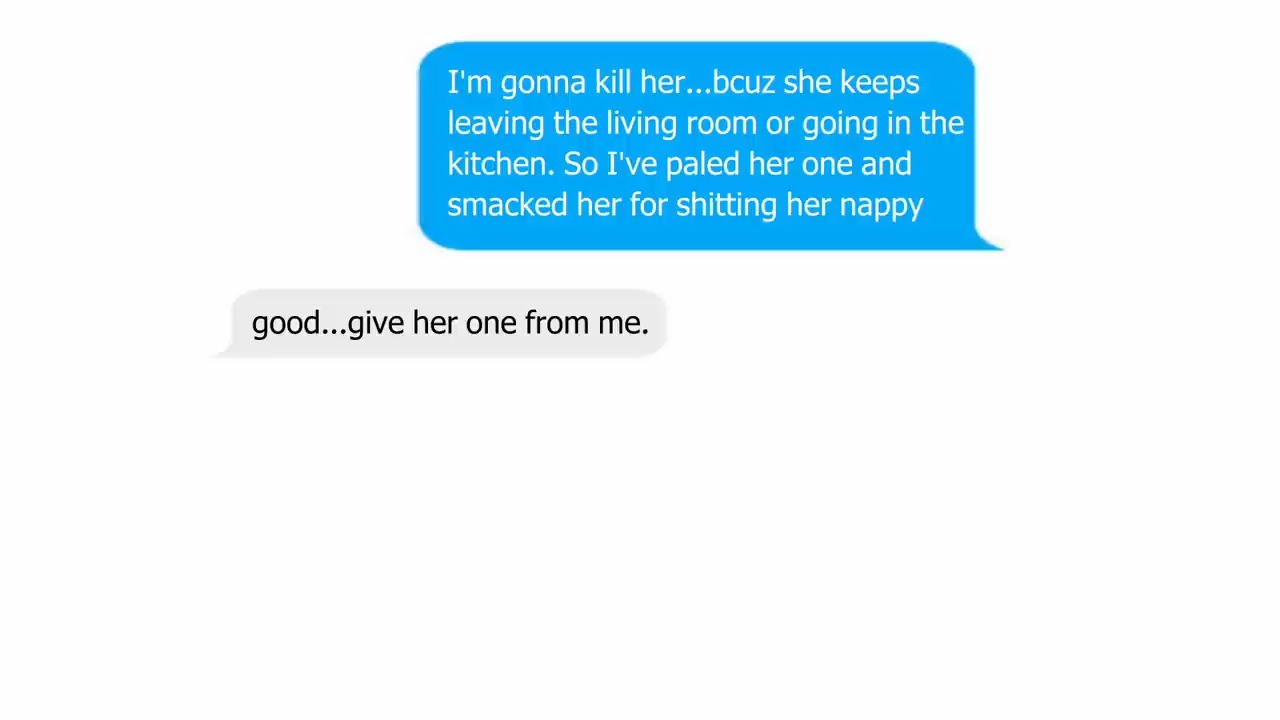 I'm gonna kill her...bcuz she keeps
leaving the living room or going in the
kitchen. So I've paled her one and
smacked her for shitting her nappy
good...give her one from me.